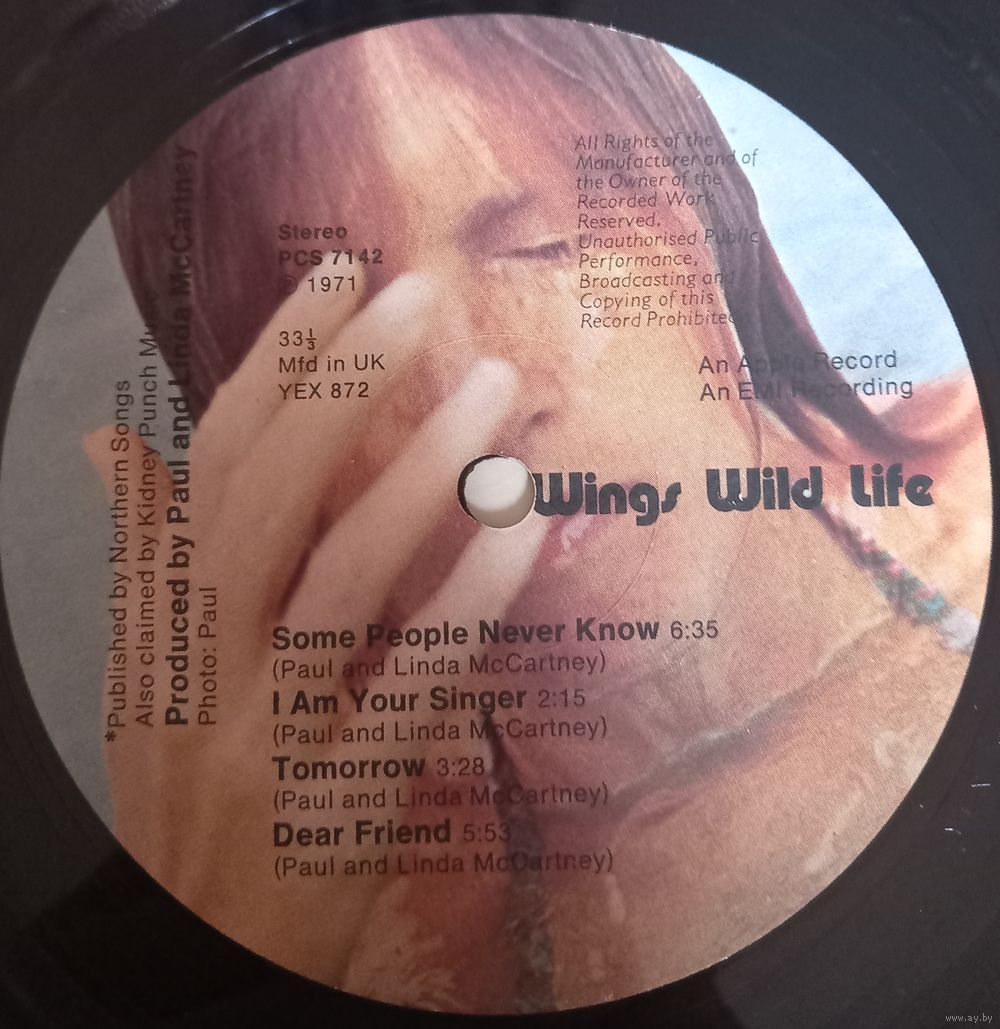 Stereo
PCS 7142
℗ 1971
33⅓
Mfd in UK
YEX 872
All Rights of the
Manufacturer and of
the Owner of the
Recorded Work
Reserved.
Unauthorised Public
Performance,
Broadcasting and
Copying of this
Record Prohibited
An Apple Record
An EMI Recording
Wings Wild Life
*Published by Northern Songs
Also claimed by Kidney Punch Music
Produced by Paul and Linda McCartney
Photo: Paul
Some People Never Know 6:35
(Paul and Linda McCartney)
I Am Your Singer 2:15
(Paul and Linda McCartney)
Tomorrow 3:28
(Paul and Linda McCartney)
Dear Friend 5:53
(Paul and Linda McCartney)
www.ay.by